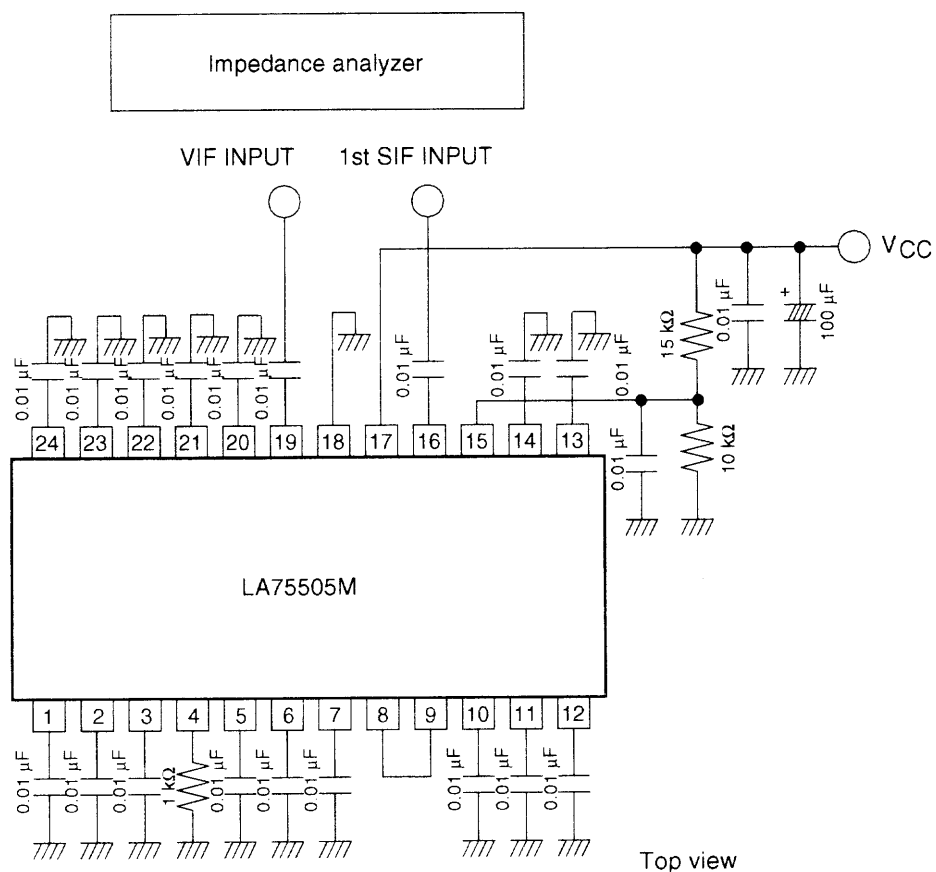 Impedance analyzer
VIF INPUT
1st SIF INPUT
VCC
0.01 µF
0.01 µF
0.01 µF
0.01 µF
0.01 µF
0.01 µF
0.01 µF
0.01 µF
0.01 µF
15 kΩ
0.01 µF
+
100 µF
0.01 µF
10 kΩ
24 23 22 21 20 19 18 17 16 15 14 13
LA75505M
1 2 3 4 5 6 7 8 9 10 11 12
0.01 µF
0.01 µF
0.01 µF
1 kΩ
0.01 µF
0.01 µF
0.01 µF
0.01 µF
0.01 µF
0.01 µF
Top view